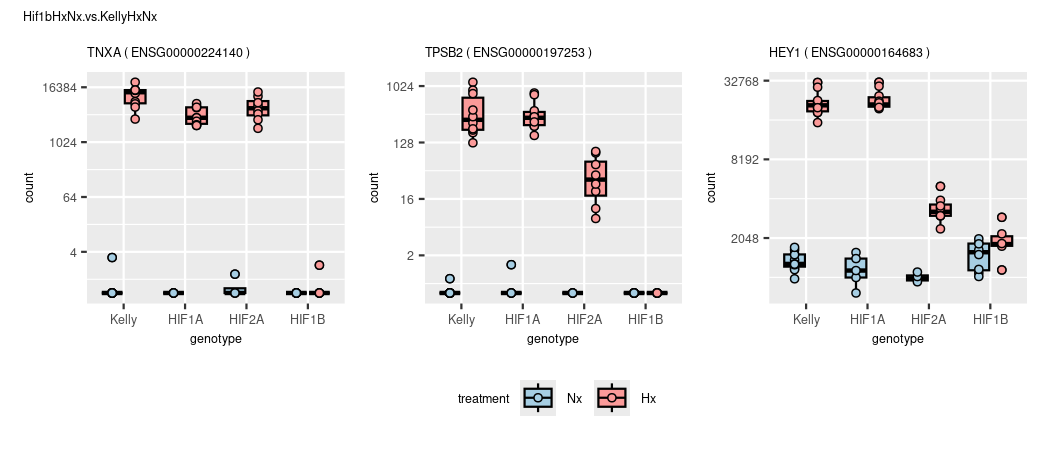 Hif1bHxNx.vs.KellyHxNx
TNXA ( ENSG00000224140 )
16384
1024
64
4
count
Kelly HIF1A HIF2A HIF1B
genotype
TPSB2 ( ENSG00000197253 )
1024
128
16
2
count
Kelly HIF1A HIF2A HIF1B
genotype
HEY1 ( ENSG00000164683 )
32768
8192
2048
count
Kelly HIF1A HIF2A HIF1B
genotype
treatment Nx Hx